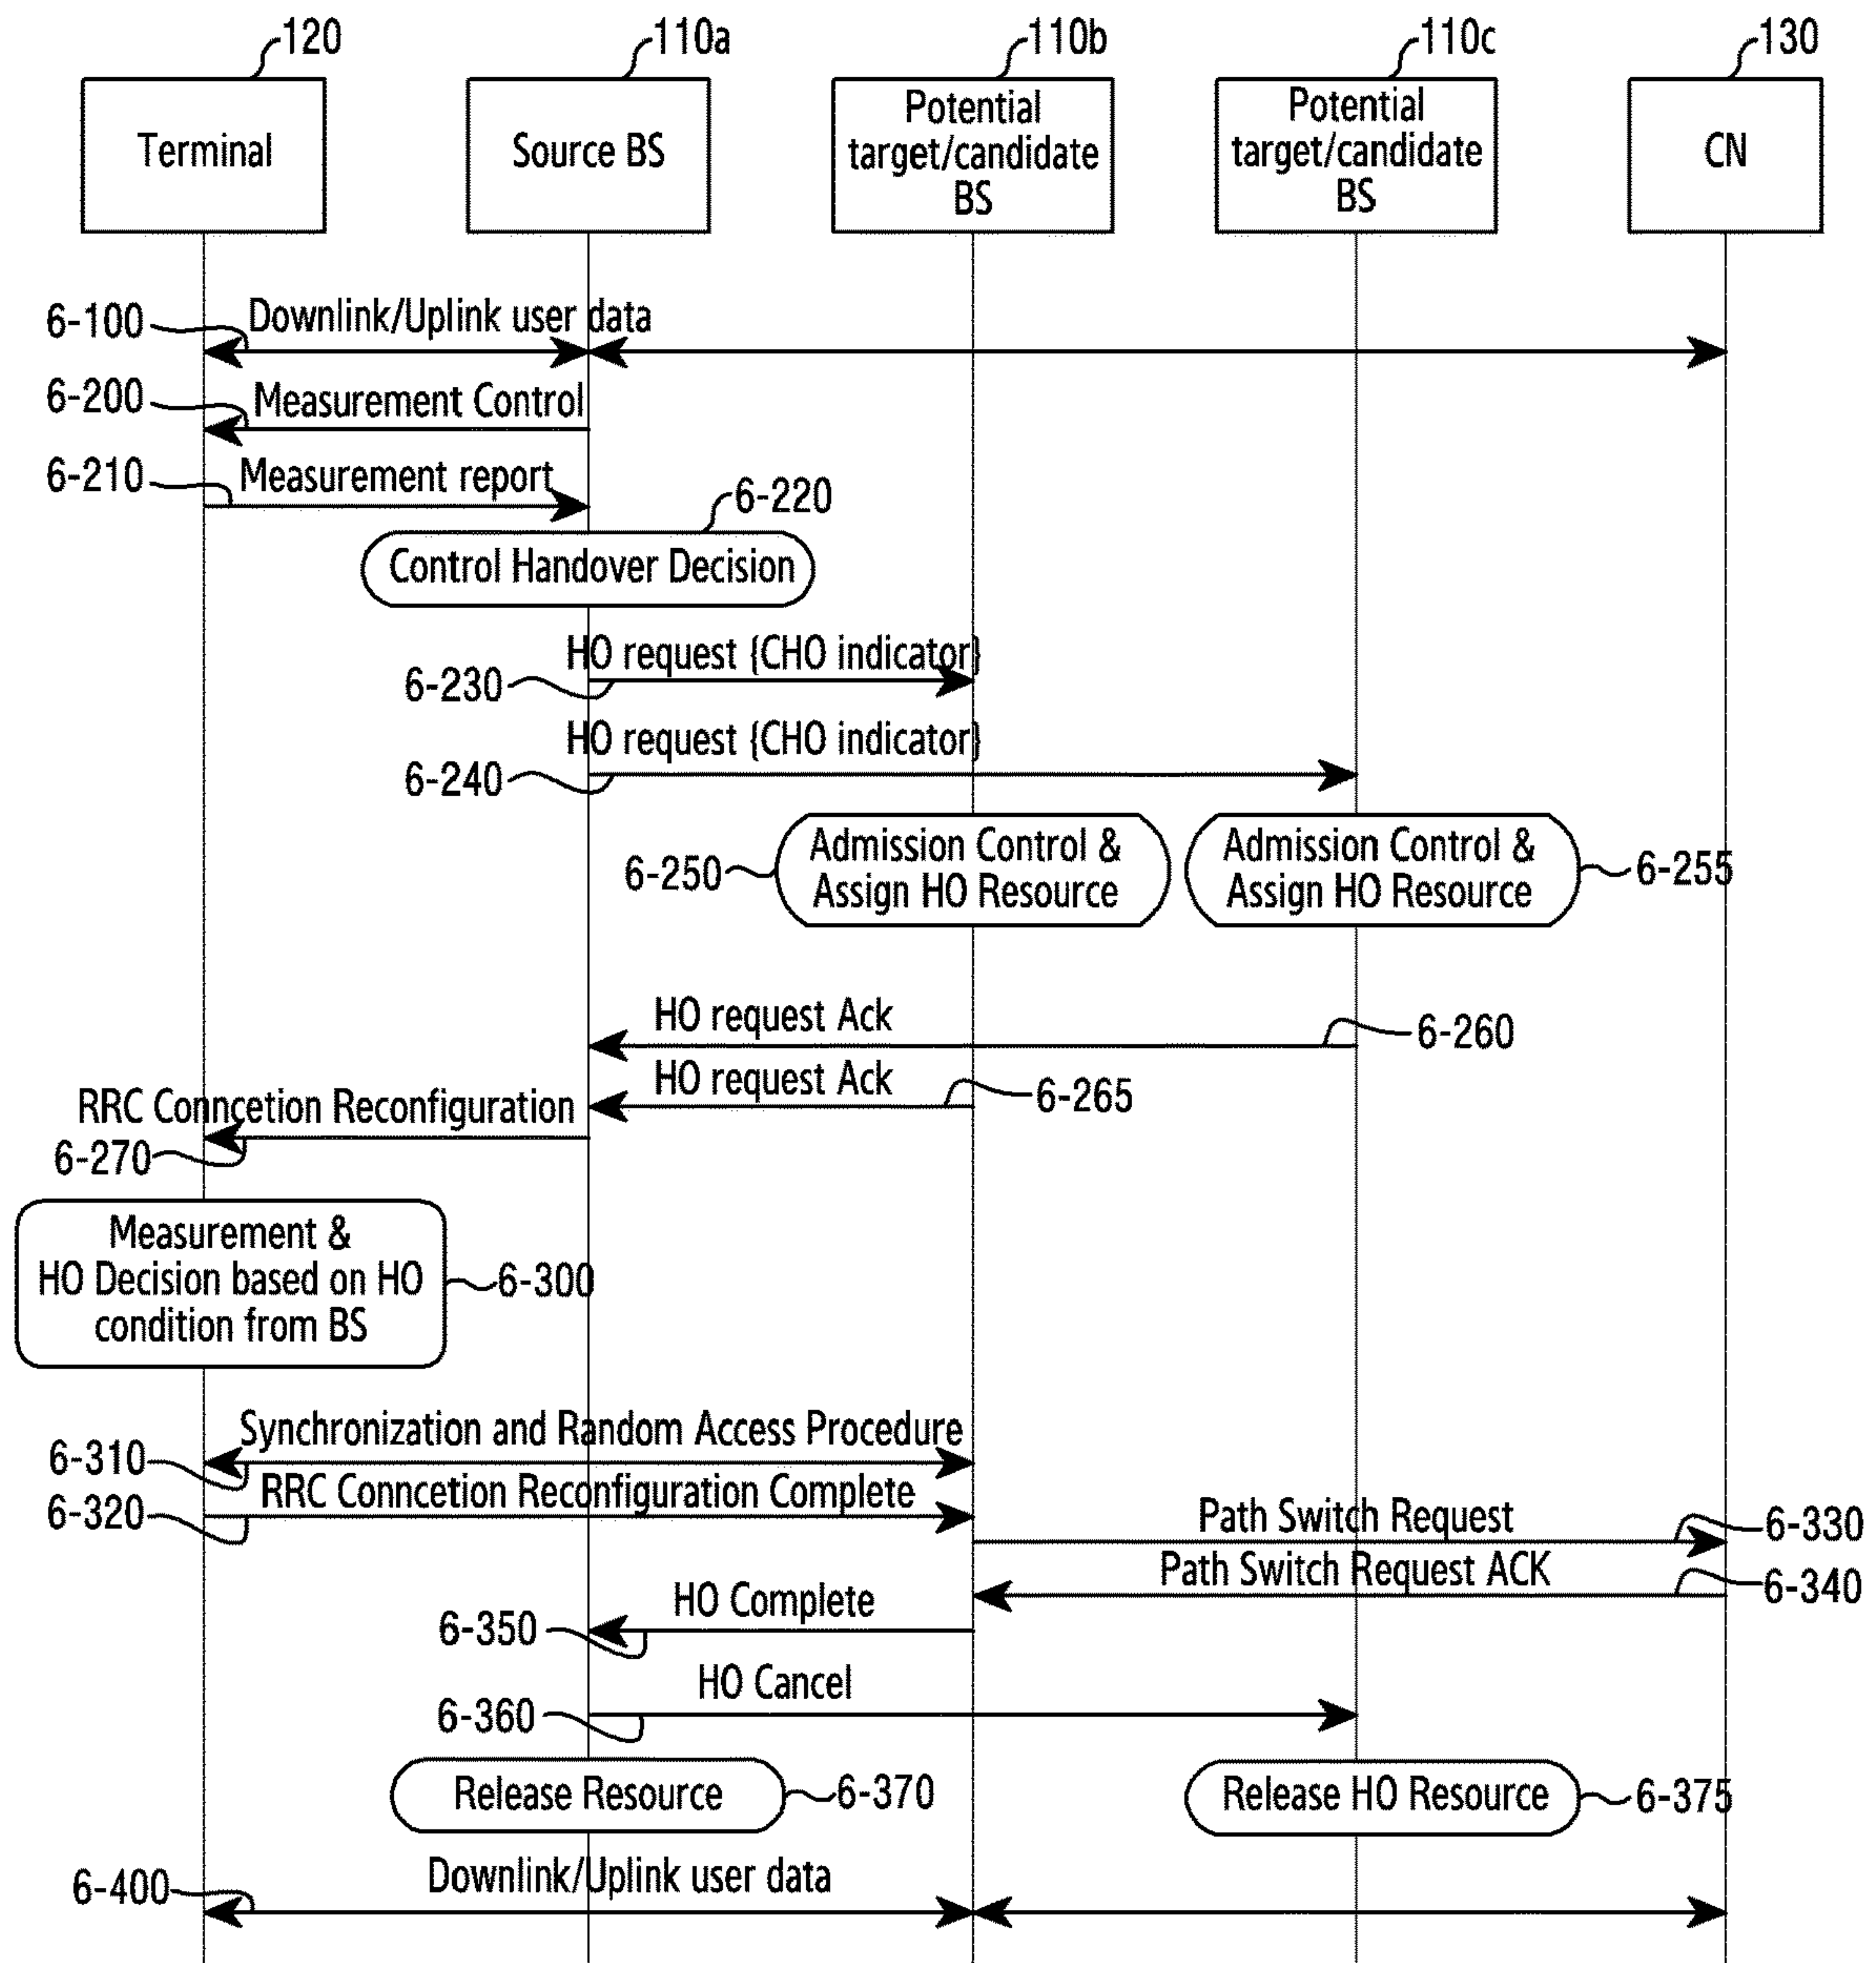 120
110a
110b
110c
130
Terminal
Source BS
Potential
target/candidate
BS
Potential
target/candidate
BS
CN
6-100
Downlink/Uplink user data
6-200
Measurement Control
6-210
Measurement report
6-220
Control Handover Decision
HO request {CHO indicator}
6-230
HO request {CHO indicator}
6-240
6-250
Admission Control &
Assign HO Resource
Admission Control &
Assign HO Resource
6-255
HO request Ack
6-260
HO request Ack
6-265
RRC Conncetion Reconfiguration
6-270
Measurement &
HO Decision based on HO
condition from BS
6-300
Synchronization and Random Access Procedure
6-310
RRC Conncetion Reconfiguration Complete
6-320
Path Switch Request
6-330
Path Switch Request ACK
6-340
HO Complete
6-350
HO Cancel
6-360
Release Resource
6-370
Release HO Resource
6-375
Downlink/Uplink user data
6-400